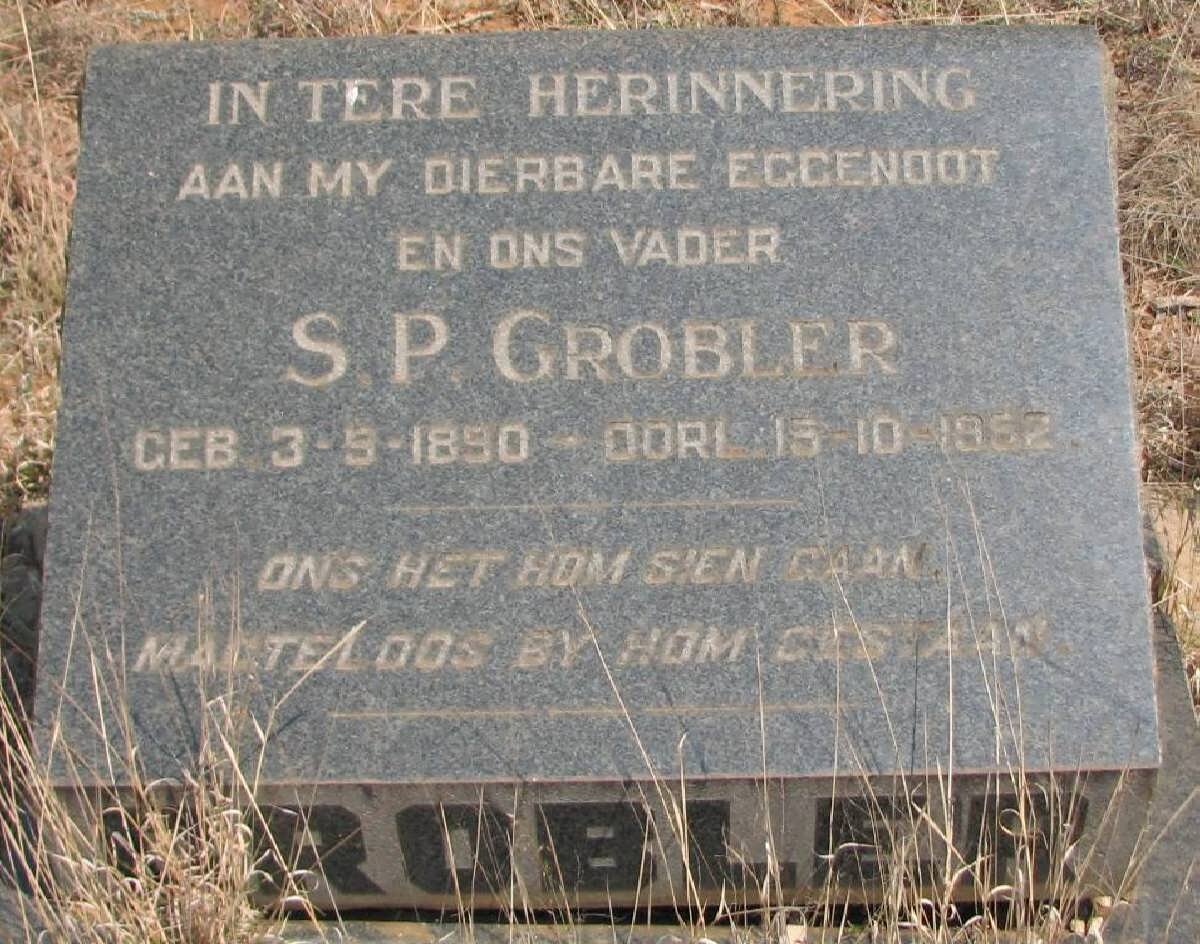 IN TERE HERINNERING
AAN MY DIERBARE EGGENOOT
EN ONS VADER
S. P. GROBLER
GEB. 3-9-1890 - OORL. 15-10-1962.
ONS HET HOM SIEN GAAN.
MAGTELOOS BY HOM GESTAAN.
GROBLER